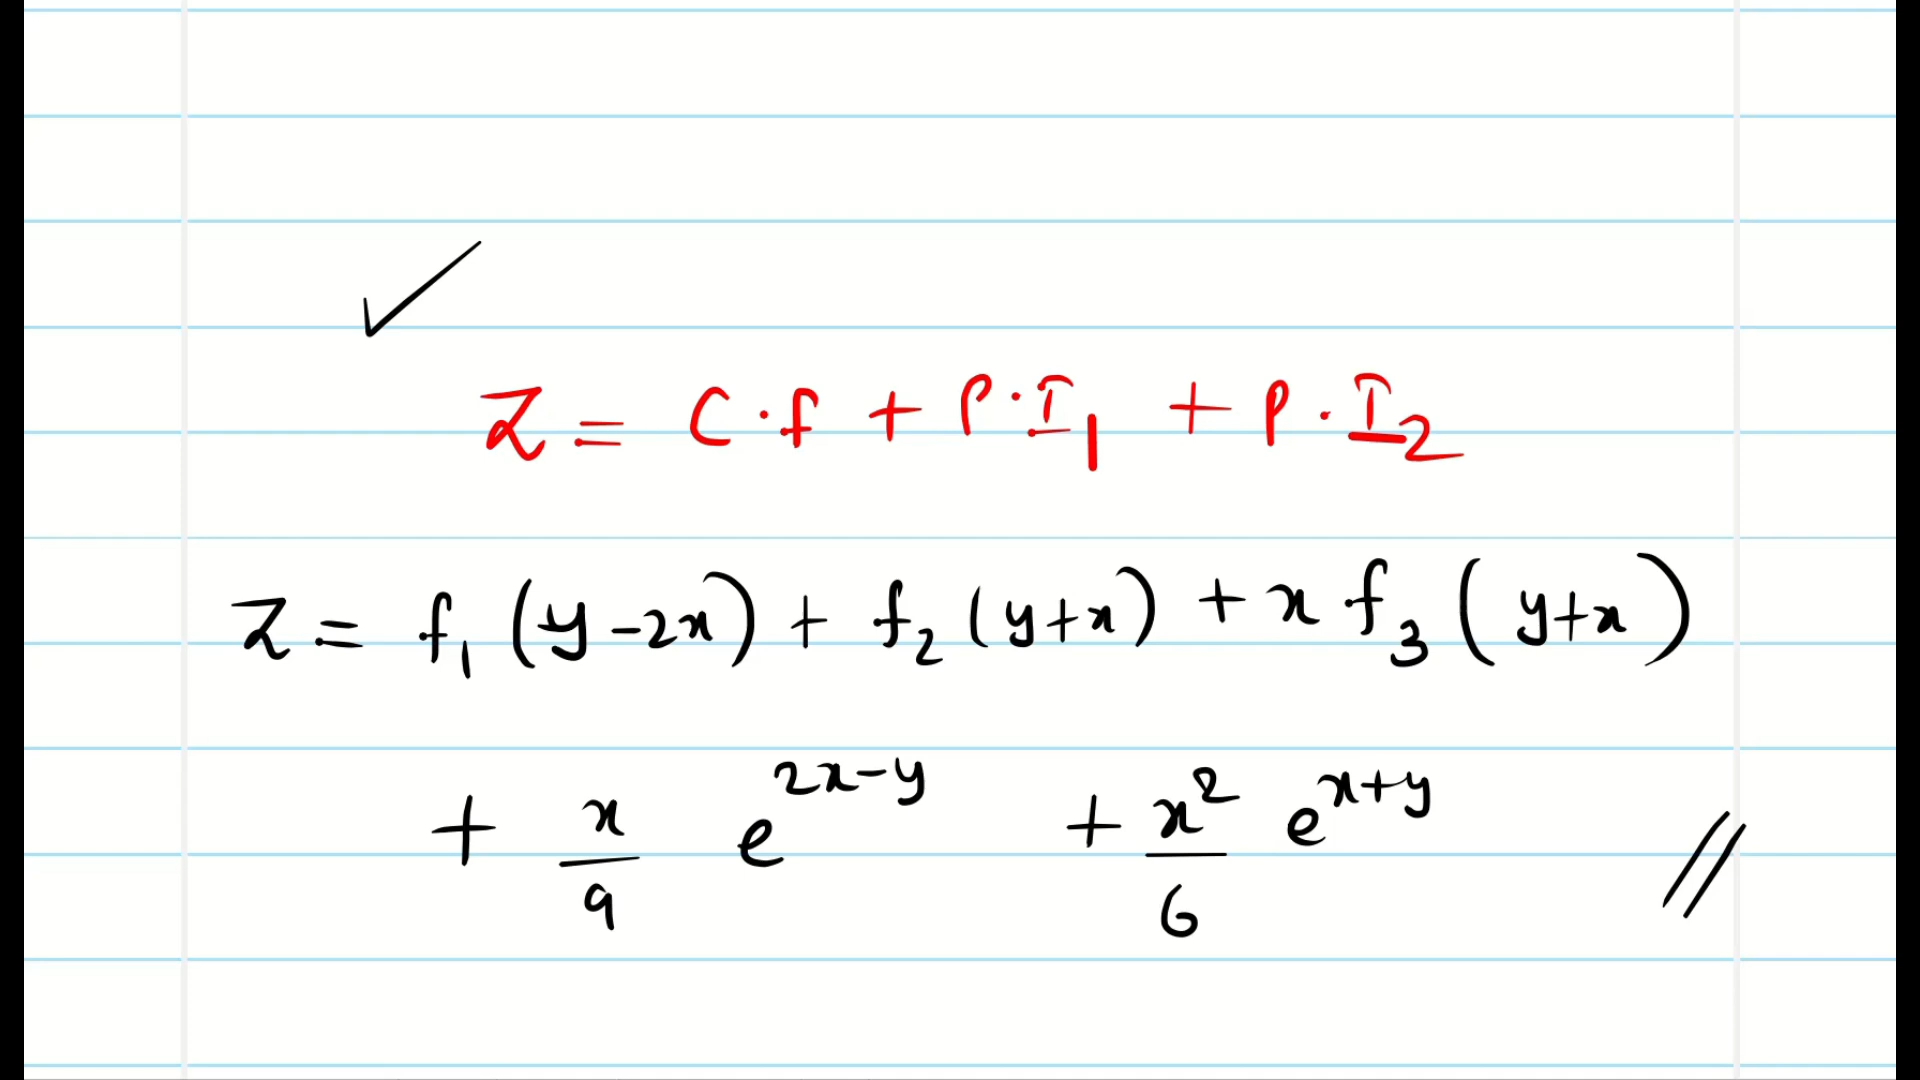 z = C.f + P.I₁ + P.I₂
z = f₁ (y-2x) + f₂ (y+x) + x f₃ (y+x)
+ x/9 e^(2x-y) + x²/6 e^(x+y) //